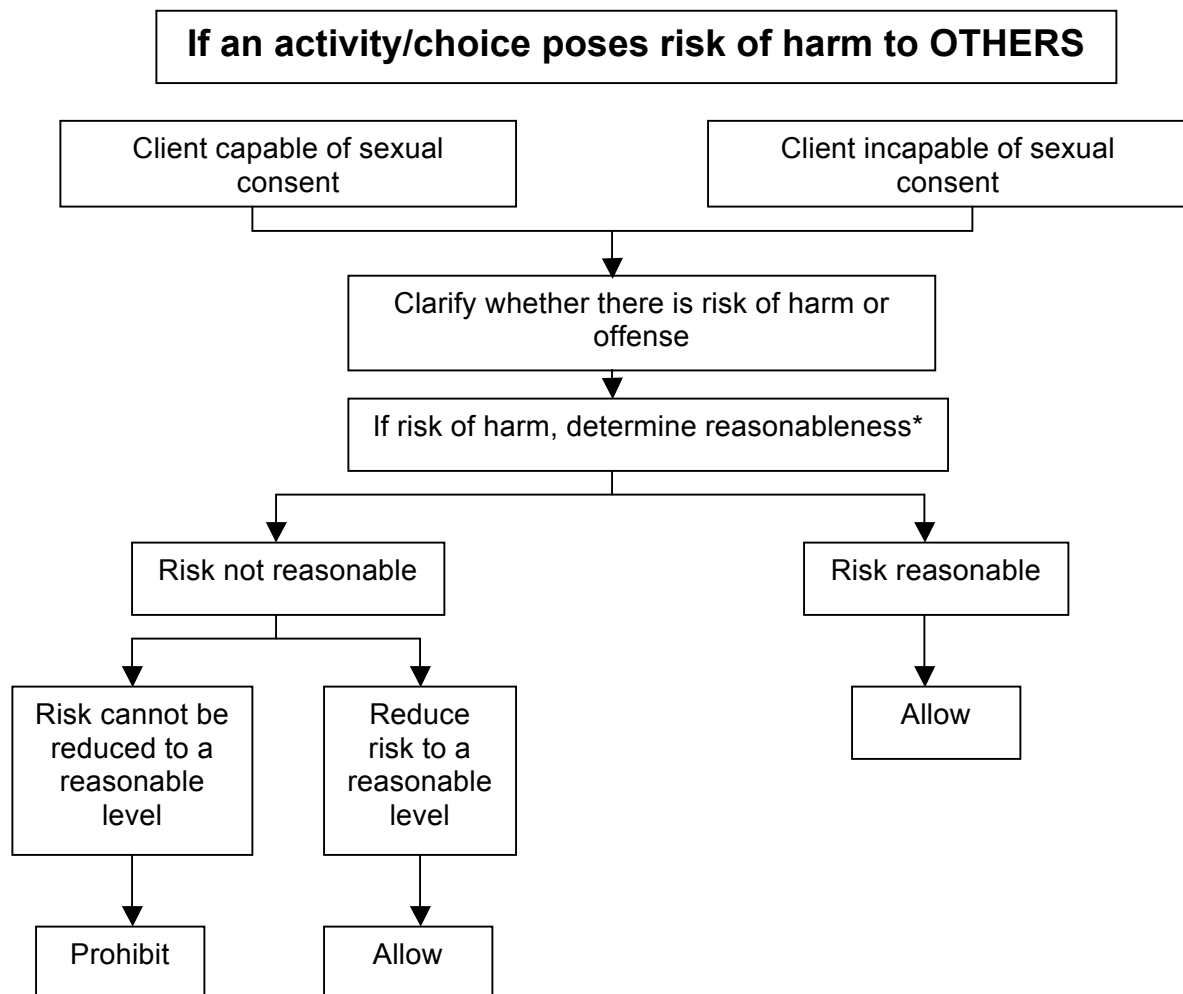 If an activity/choice poses risk of harm to OTHERS
Client capable of sexual
consent
Client incapable of sexual
consent
Clarify whether there is risk of harm or
offense
If risk of harm, determine reasonableness*
Risk not reasonable
Risk reasonable
Risk cannot be
reduced to a
reasonable
level
Reduce
risk to a
reasonable
level
Allow
Prohibit
Allow